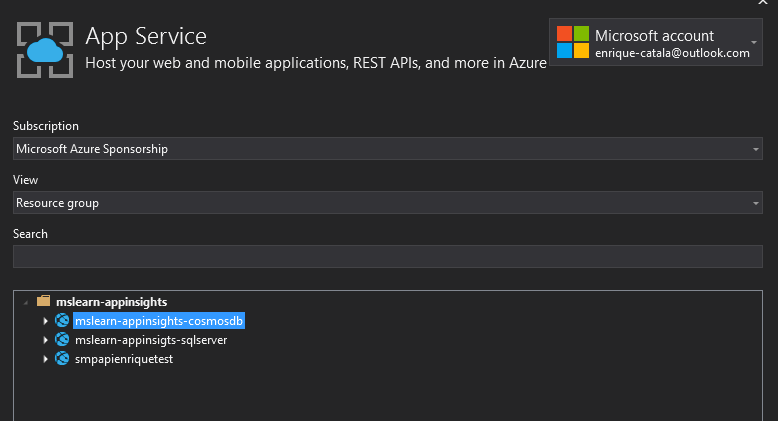 App Service
Host your web and mobile applications, REST APIs, and more in Azure
Microsoft account
enrique-catala@outlook.com
Subscription
Microsoft Azure Sponsorship
View
Resource group
Search
mslearn-appinsights
mslearn-appinsights-cosmosdb
mslearn-appinsigts-sqlserver
smpapienriquetest